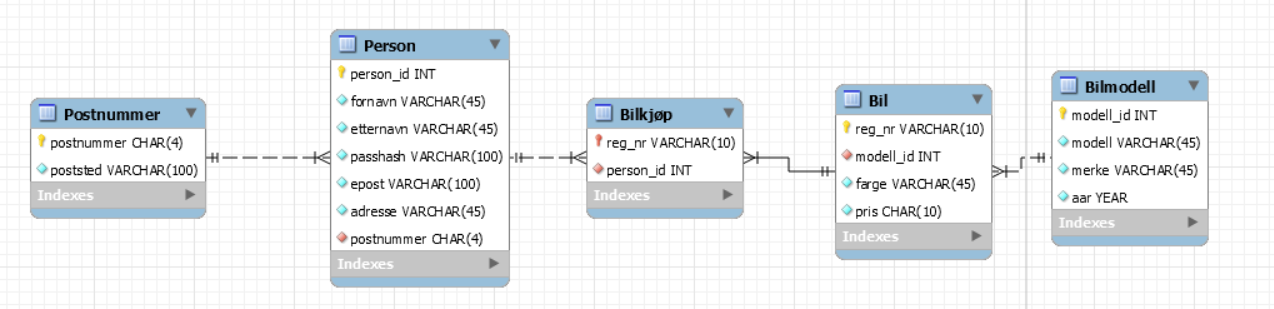 Postnummer
postnummer CHAR(4)
poststed VARCHAR(100)
Indexes
Person
person_id INT
fornavn VARCHAR(45)
etternavn VARCHAR(45)
passhash VARCHAR(100)
epost VARCHAR(100)
adresse VARCHAR(45)
postnummer CHAR(4)
Indexes
Bilkjøp
reg_nr VARCHAR(10)
person_id INT
Indexes
Bil
reg_nr VARCHAR(10)
modell_id INT
farge VARCHAR(45)
pris CHAR(10)
Indexes
Bilmodell
modell_id INT
modell VARCHAR(45)
merke VARCHAR(45)
aar YEAR
Indexes